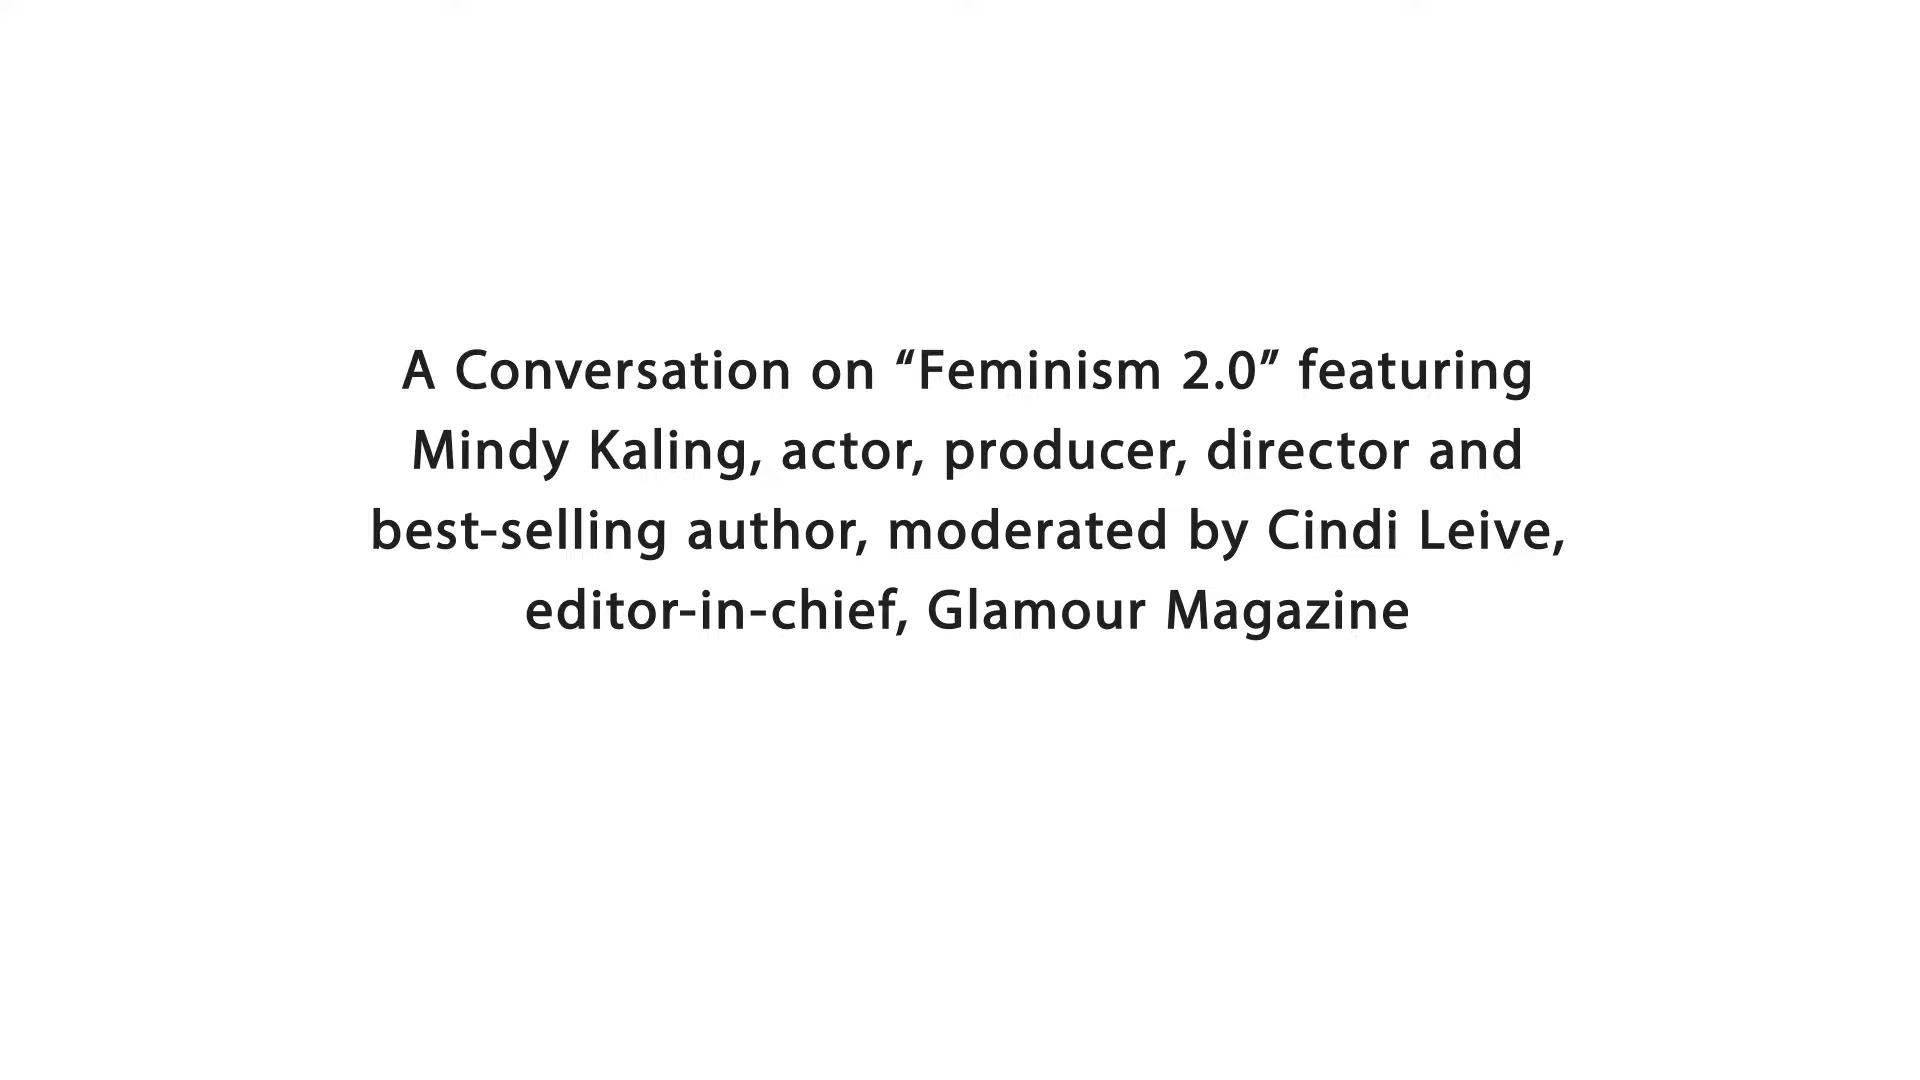 A Conversation on “Feminism 2.0” featuring
Mindy Kaling, actor, producer, director and
best-selling author, moderated by Cindi Leive,
editor-in-chief, Glamour Magazine